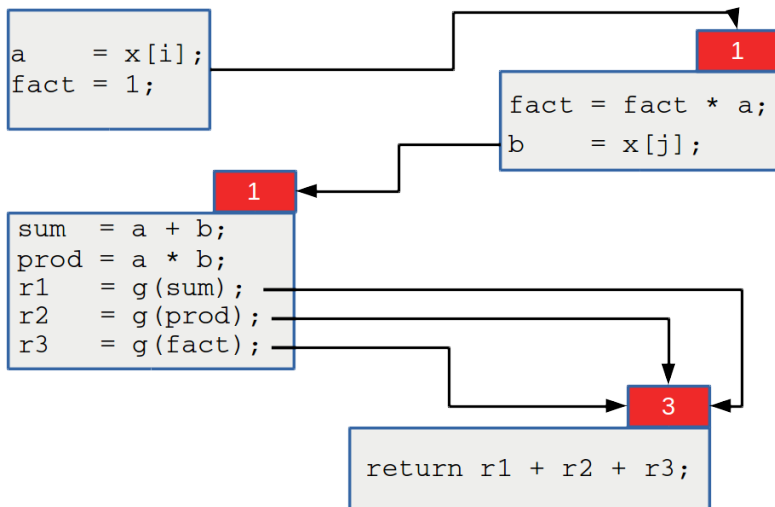 a    = x[i];
fact = 1;
1
fact = fact * a;
b    = x[j];
1
sum  = a + b;
prod = a * b;
r1   = g(sum);
r2   = g(prod);
r3   = g(fact);
3
return r1 + r2 + r3;